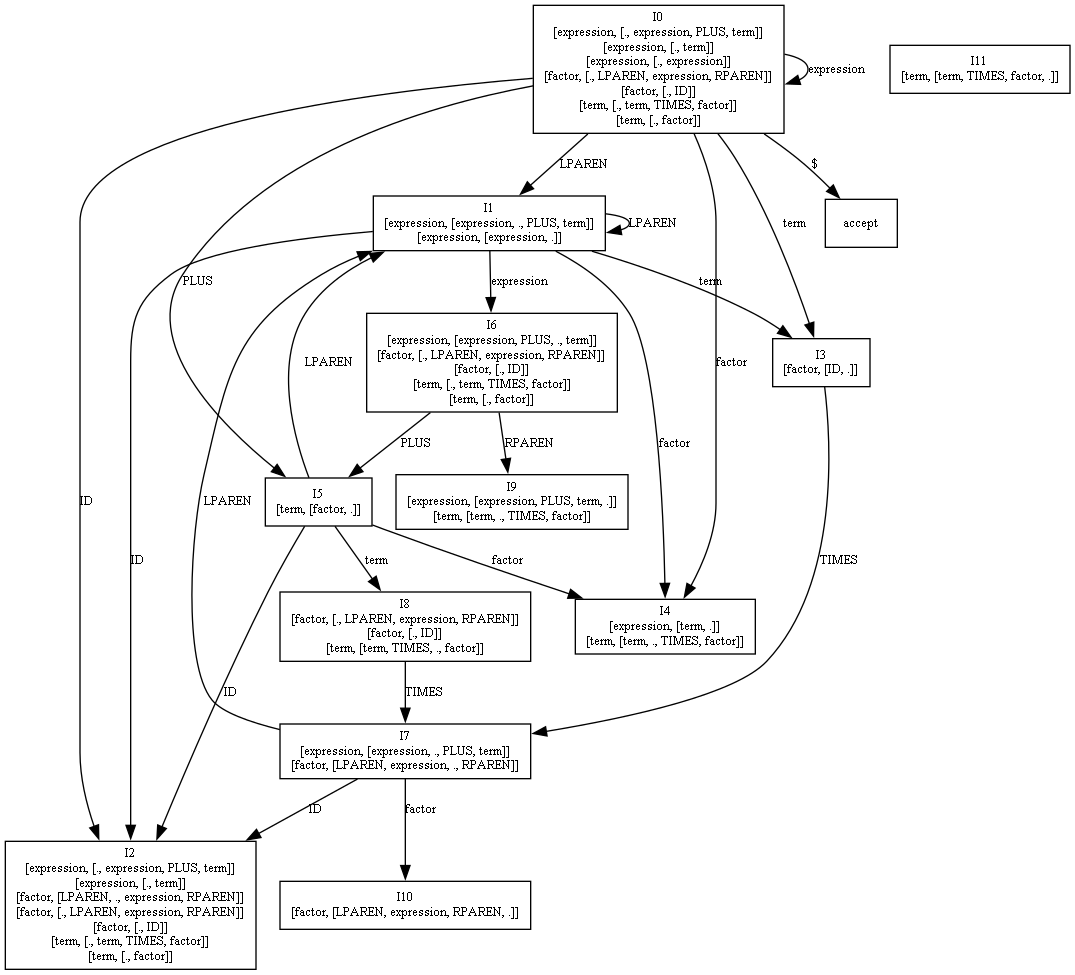 I0
[expression, [., expression, PLUS, term]]
[expression, [., term]]
[expression, [., expression]]
[factor, [., LPAREN, expression, RPAREN]]
[factor, [., ID]]
[term, [., term, TIMES, factor]]
[term, [., factor]]
expression
I11
[term, [term, TIMES, factor, .]]
LPAREN
$
I1
[expression, [expression, ., PLUS, term]]
[expression, [expression, .]]
LPAREN
term
accept
PLUS
expression
term
I6
[expression, [expression, PLUS, ., term]]
[factor, [., LPAREN, expression, RPAREN]]
[factor, [., ID]]
[term, [., term, TIMES, factor]]
[term, [., factor]]
I3
[factor, [ID, .]]
LPAREN
factor
PLUS
RPAREN
factor
I5
[term, [factor, .]]
I9
[expression, [expression, PLUS, term, .]]
[term, [term, ., TIMES, factor]]
LPAREN
ID
ID
term
factor
TIMES
I8
[factor, [., LPAREN, expression, RPAREN]]
[factor, [., ID]]
[term, [term, TIMES, ., factor]]
I4
[expression, [term, .]]
[term, [term, ., TIMES, factor]]
ID
TIMES
I7
[expression, [expression, ., PLUS, term]]
[factor, [LPAREN, expression, ., RPAREN]]
ID
factor
I2
[expression, [., expression, PLUS, term]]
[expression, [., term]]
[factor, [LPAREN, ., expression, RPAREN]]
[factor, [., LPAREN, expression, RPAREN]]
[factor, [., ID]]
[term, [., term, TIMES, factor]]
[term, [., factor]]
I10
[factor, [LPAREN, expression, RPAREN, .]]